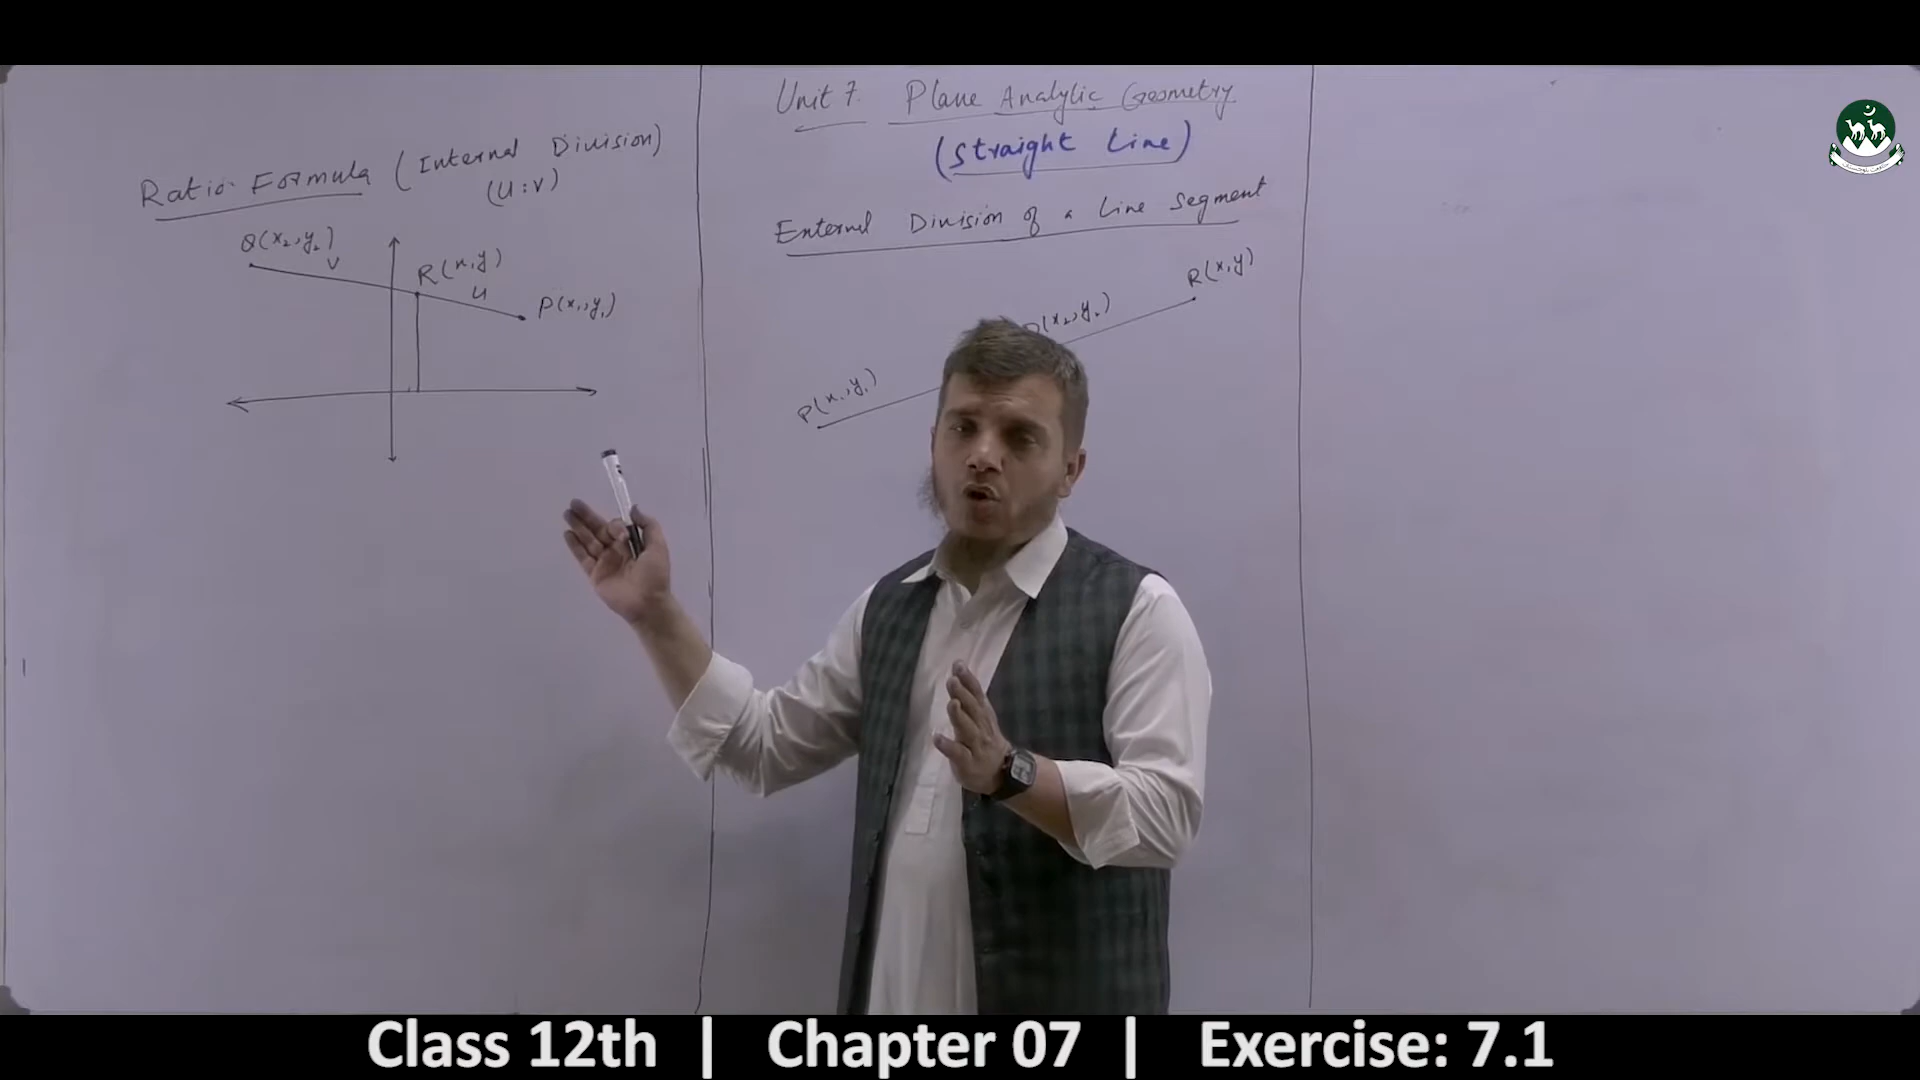 Ratio Formula (Internal Division)
(U:V)
Q(x₂,y₂)
V
R(x,y)
U
P(x₁,y₁)
Unit 7. Plane Analytic Geometry
(Straight Line)
External Division of a Line Segment
R(x,y)
(x₂,y₂)
P(x₁,y₁)
Class 12th | Chapter 07 | Exercise: 7.1